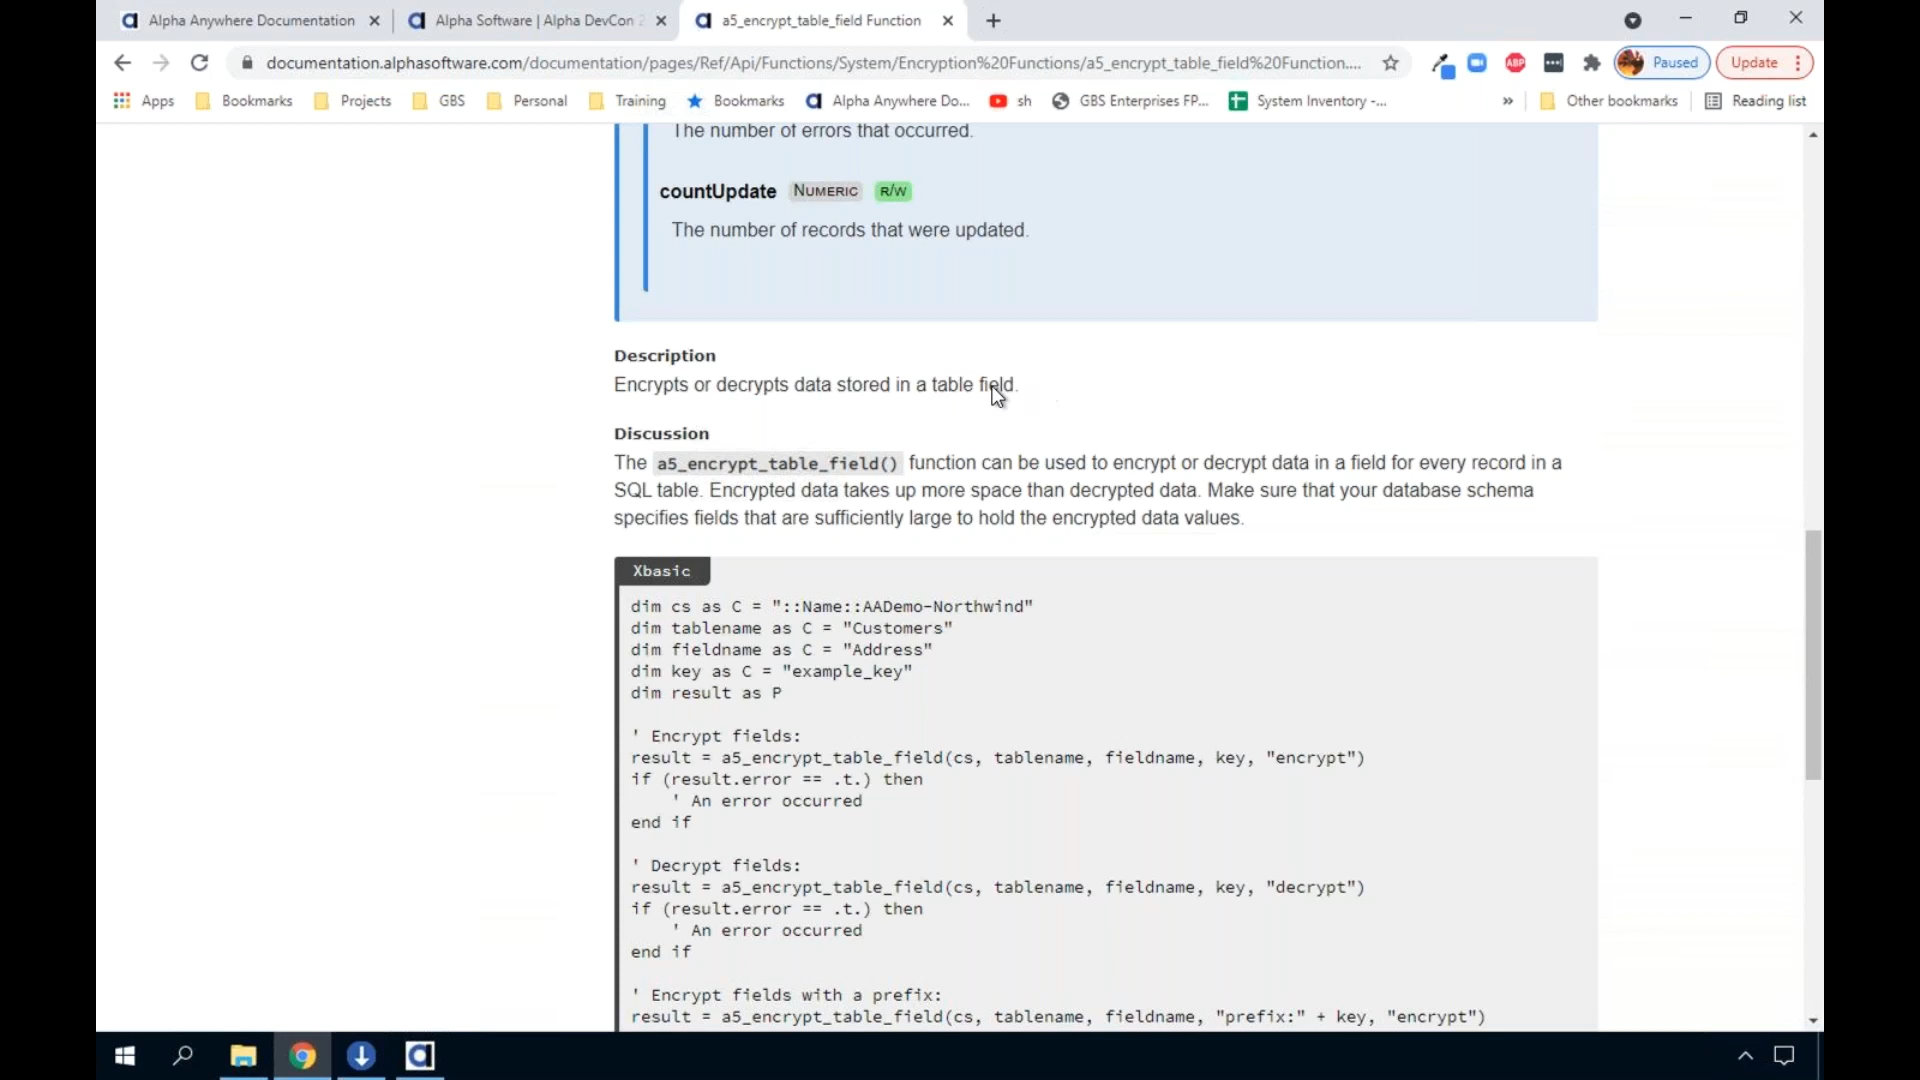 Alpha Anywhere Documentation
Alpha Software | Alpha DevCon 2
a5_encrypt_table_field Function
documentation.alphasoftware.com/documentation/pages/Ref/Api/Functions/System/Encryption%20Functions/a5_encrypt_table_field%20Function....
ABP
Paused
Update
Apps
Bookmarks
Projects
GBS
Personal
Training
Bookmarks
Alpha Anywhere Do...
sh
GBS Enterprises FP...
System Inventory -...
»
Other bookmarks
Reading list
The number of errors that occurred.
countUpdate NUMERIC R/W
The number of records that were updated.
Description
Encrypts or decrypts data stored in a table field.
Discussion
The a5_encrypt_table_field() function can be used to encrypt or decrypt data in a field for every record in a
SQL table. Encrypted data takes up more space than decrypted data. Make sure that your database schema
specifies fields that are sufficiently large to hold the encrypted data values.
Xbasic
dim cs as C = "::Name::AADemo-Northwind"
dim tablename as C = "Customers"
dim fieldname as C = "Address"
dim key as C = "example_key"
dim result as P
' Encrypt fields:
result = a5_encrypt_table_field(cs, tablename, fieldname, key, "encrypt")
if (result.error == .t.) then
' An error occurred
end if
' Decrypt fields:
result = a5_encrypt_table_field(cs, tablename, fieldname, key, "decrypt")
if (result.error == .t.) then
' An error occurred
end if
' Encrypt fields with a prefix:
result = a5_encrypt_table_field(cs, tablename, fieldname, "prefix:" + key, "encrypt")